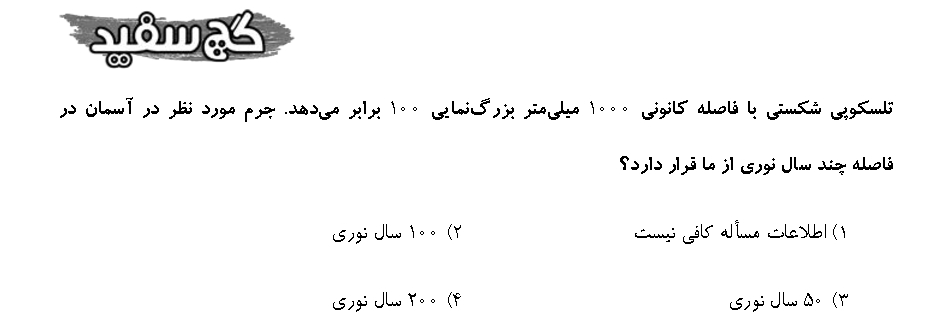 گچ سفید
تلسکوپی شکستی با فاصله کانونی ۱۰۰۰ میلی‌متر بزرگ‌نمایی ۱۰۰ برابر می‌دهد. جرم مورد نظر در آسمان در
فاصله چند سال نوری از ما قرار دارد؟
۱) اطلاعات مسأله کافی نیست ۲) ۱۰۰ سال نوری
۳) ۵۰ سال نوری ۴) ۲۰۰ سال نوری